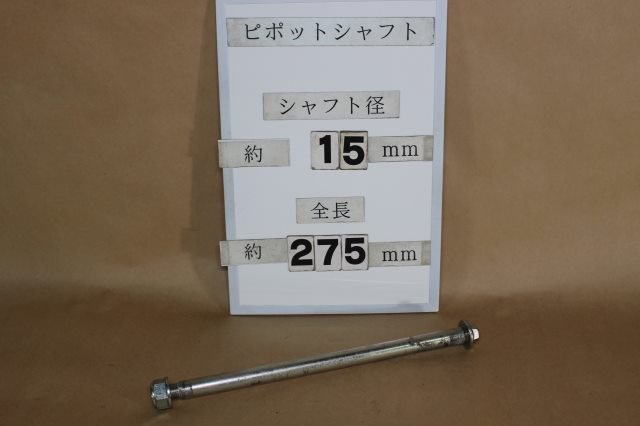 ピボットシャフト
シャフト径
約 15 mm
全長
約 275 mm